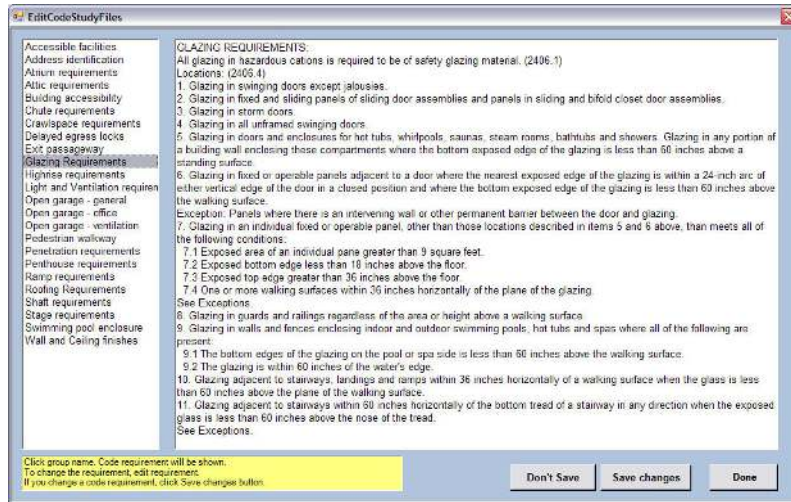 EditCodeStudyFiles
Accessible facilities
Address identification
Atrium requirements
Attic requirements
Building accessibility
Chute requirements
Crawlspace requirements
Delayed egress locks
Exit passageway
Glazing Requirements
Highrise requirements
Light and Ventilation requiren
Open garage - general
Open garage - office
Open garage - ventilation
Pedestrian walkway
Penetration requirements
Penthouse requirements
Ramp requirements
Roofing Requirements
Shaft requirements
Stage requirements
Swimming pool enclosure
Wall and Ceiling finishes
GLAZING REQUIREMENTS:
All glazing in hazardous cations is required to be of safety glazing material. (2406.1)
Locations: (2406.4)
1. Glazing in swinging doors except jalousies.
2. Glazing in fixed and sliding panels of sliding door assemblies and panels in sliding and bifold closet door assemblies.
3. Glazing in storm doors.
4. Glazing in all unframed swinging doors.
5. Glazing in doors and enclosures for hot tubs, whirlpools, saunas, steam rooms, bathtubs and showers. Glazing in any portion of
a building wall enclosing these compartments where the bottom exposed edge of the glazing is less than 60 inches above a
standing surface.
6. Glazing in fixed or operable panels adjacent to a door where the nearest exposed edge of the glazing is within a 24-inch arc of
either vertical edge of the door in a closed position and where the bottom exposed edge of the glazing is less than 60 inches above
the walking surface.
Exception: Panels where there is an intervening wall or other permanent barrier between the door and glazing.
7. Glazing in an individual fixed or operable panel, other than those locations described in items 5 and 6 above, than meets all of
the following conditions:
7.1 Exposed area of an individual pane greater than 9 square feet.
7.2 Exposed bottom edge less than 18 inches above the floor.
7.3 Exposed top edge greater than 36 inches above the floor.
7.4 One or more walking surfaces within 36 inches horizontally of the plane of the glazing.
See Exceptions.
8. Glazing in guards and railings regardless of the area or height above a walking surface.
9. Glazing in walls and fences enclosing indoor and outdoor swimming pools, hot tubs and spas where all of the following are
present:
9.1 The bottom edges of the glazing on the pool or spa side is less than 60 inches above the walking surface.
9.2 The glazing is within 60 inches of the water's edge.
10. Glazing adjacent to stairways, landings and ramps within 36 inches horizontally of a walking surface when the glass is less
than 60 inches above the plane of the walking surface.
11. Glazing adjacent to stairways within 60 inches horizontally of the bottom tread of a stairway in any direction when the exposed
glass is less than 60 inches above the nose of the tread.
See Exceptions.
Click group name. Code requirement will be shown.
To change the requirement, edit requirement.
If you change a code requirement, click Save changes button.
Don't Save
Save changes
Done